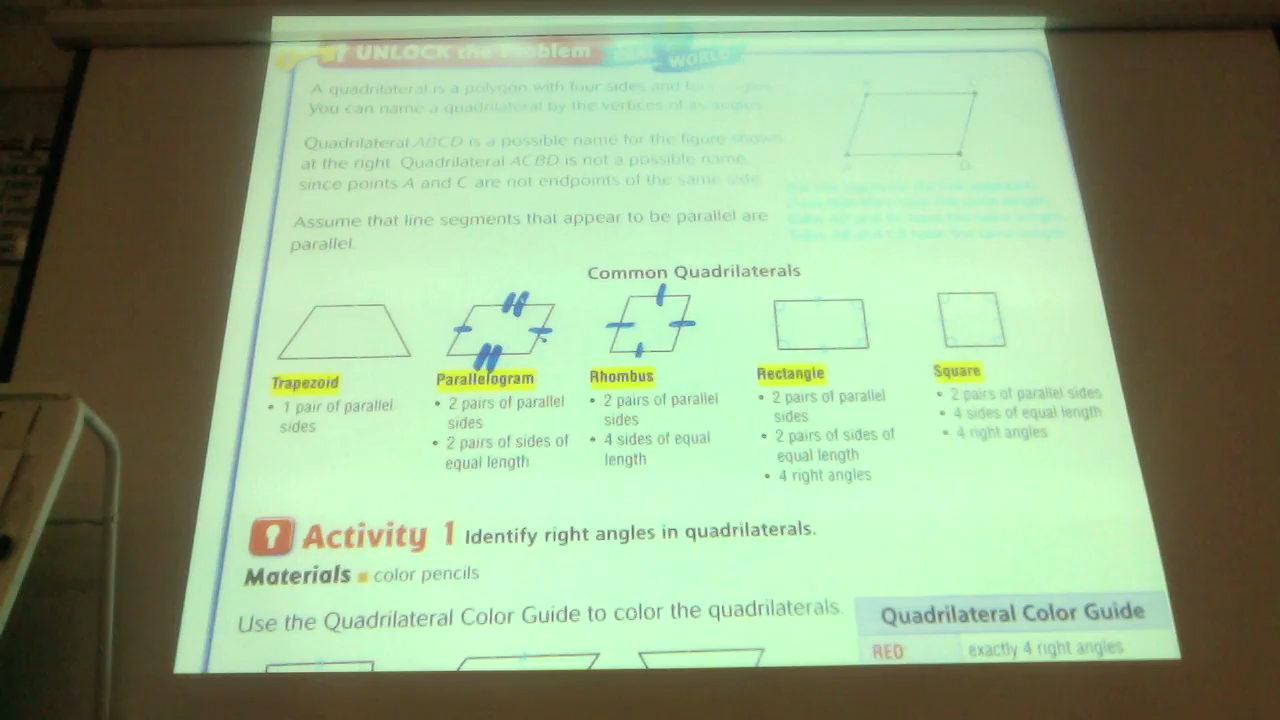 UNLOCK the Problem REAL WORLD
A quadrilateral is a polygon with four sides and four angles.
You can name a quadrilateral by the vertices of its angles.
Quadrilateral ABCD is a possible name for the figure shown
at the right. Quadrilateral ACBD is not a possible name,
since points A and C are not endpoints of the same side.
Assume that line segments that appear to be parallel are
parallel.
Common Quadrilaterals
Trapezoid
• 1 pair of parallel
sides
Parallelogram
• 2 pairs of parallel
sides
• 2 pairs of sides of
equal length
Rhombus
• 2 pairs of parallel
sides
• 4 sides of equal
length
Rectangle
• 2 pairs of parallel
sides
• 2 pairs of sides of
equal length
• 4 right angles
Square
• 2 pairs of parallel sides
• 4 sides of equal length
• 4 right angles
Activity 1 Identify right angles in quadrilaterals.
Materials ■ color pencils
Use the Quadrilateral Color Guide to color the quadrilaterals.
Quadrilateral Color Guide
RED exactly 4 right angles